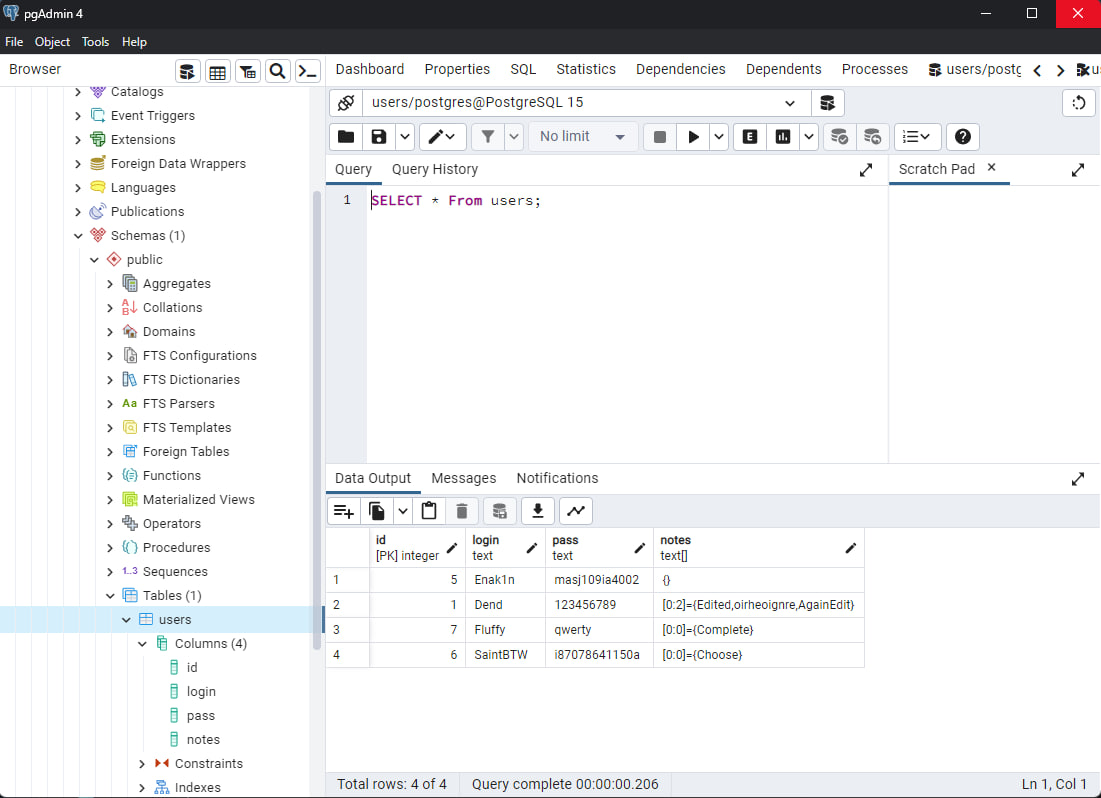 pgAdmin 4
File Object Tools Help
Browser
Dashboard Properties SQL Statistics Dependencies Dependents Processes users/postg
Catalogs
Event Triggers
Extensions
Foreign Data Wrappers
Languages
Publications
Schemas (1)
public
Aggregates
Collations
Domains
FTS Configurations
FTS Dictionaries
FTS Parsers
FTS Templates
Foreign Tables
Functions
Materialized Views
Operators
Procedures
Sequences
Tables (1)
users
Columns (4)
id
login
pass
notes
Constraints
Indexes
users/postgres@PostgreSQL 15
No limit
E
Query Query History
Scratch Pad
1 SELECT * From users;
Data Output Messages Notifications
id login pass notes
[PK] integer text text text[]
1 5 Enak1n masj109ia4002 {}
2 1 Dend 123456789 [0:2]={Edited,oirheoignre,AgainEdit}
3 7 Fluffy qwerty [0:0]={Complete}
4 6 SaintBTW i87078641150a [0:0]={Choose}
Total rows: 4 of 4 Query complete 00:00:00.206 Ln 1, Col 1